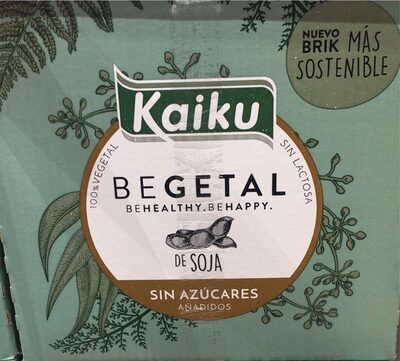 NUEVO
BRIK MÁS
SOSTENIBLE
Kaiku
100% VEGETAL
SIN LACTOSA
BEGETAL
BEHEALTHY.BEHAPPY.
DE SOJA
SIN AZÚCARES
AÑADIDOS